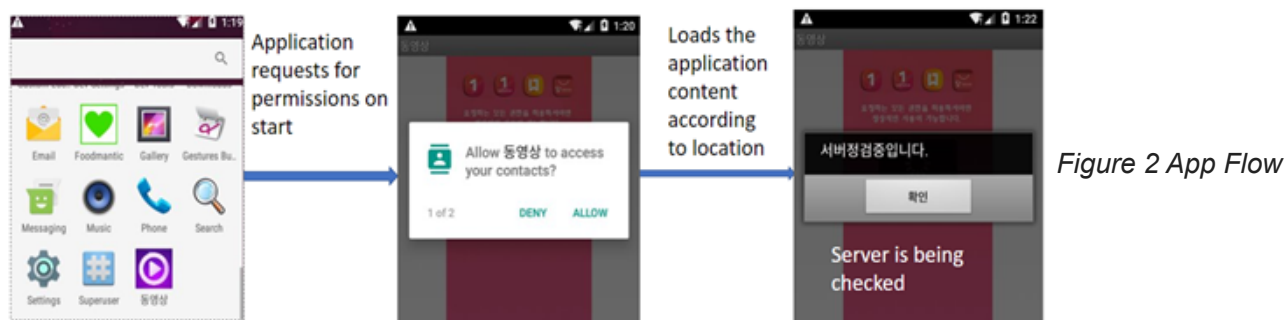 1:19
Email
Foodmantic
Gallery
Gestures Bu..
Messaging
Music
Phone
Search
Settings
Superuser
동영상
Application
requests for
permissions on
start
1:20
동영상
Allow 동영상 to access
your contacts?
1 of 2
DENY
ALLOW
Loads the
application
content
according
to location
1:22
동영상
서버정검중입니다.
확인
Server is being
checked
Figure 2 App Flow